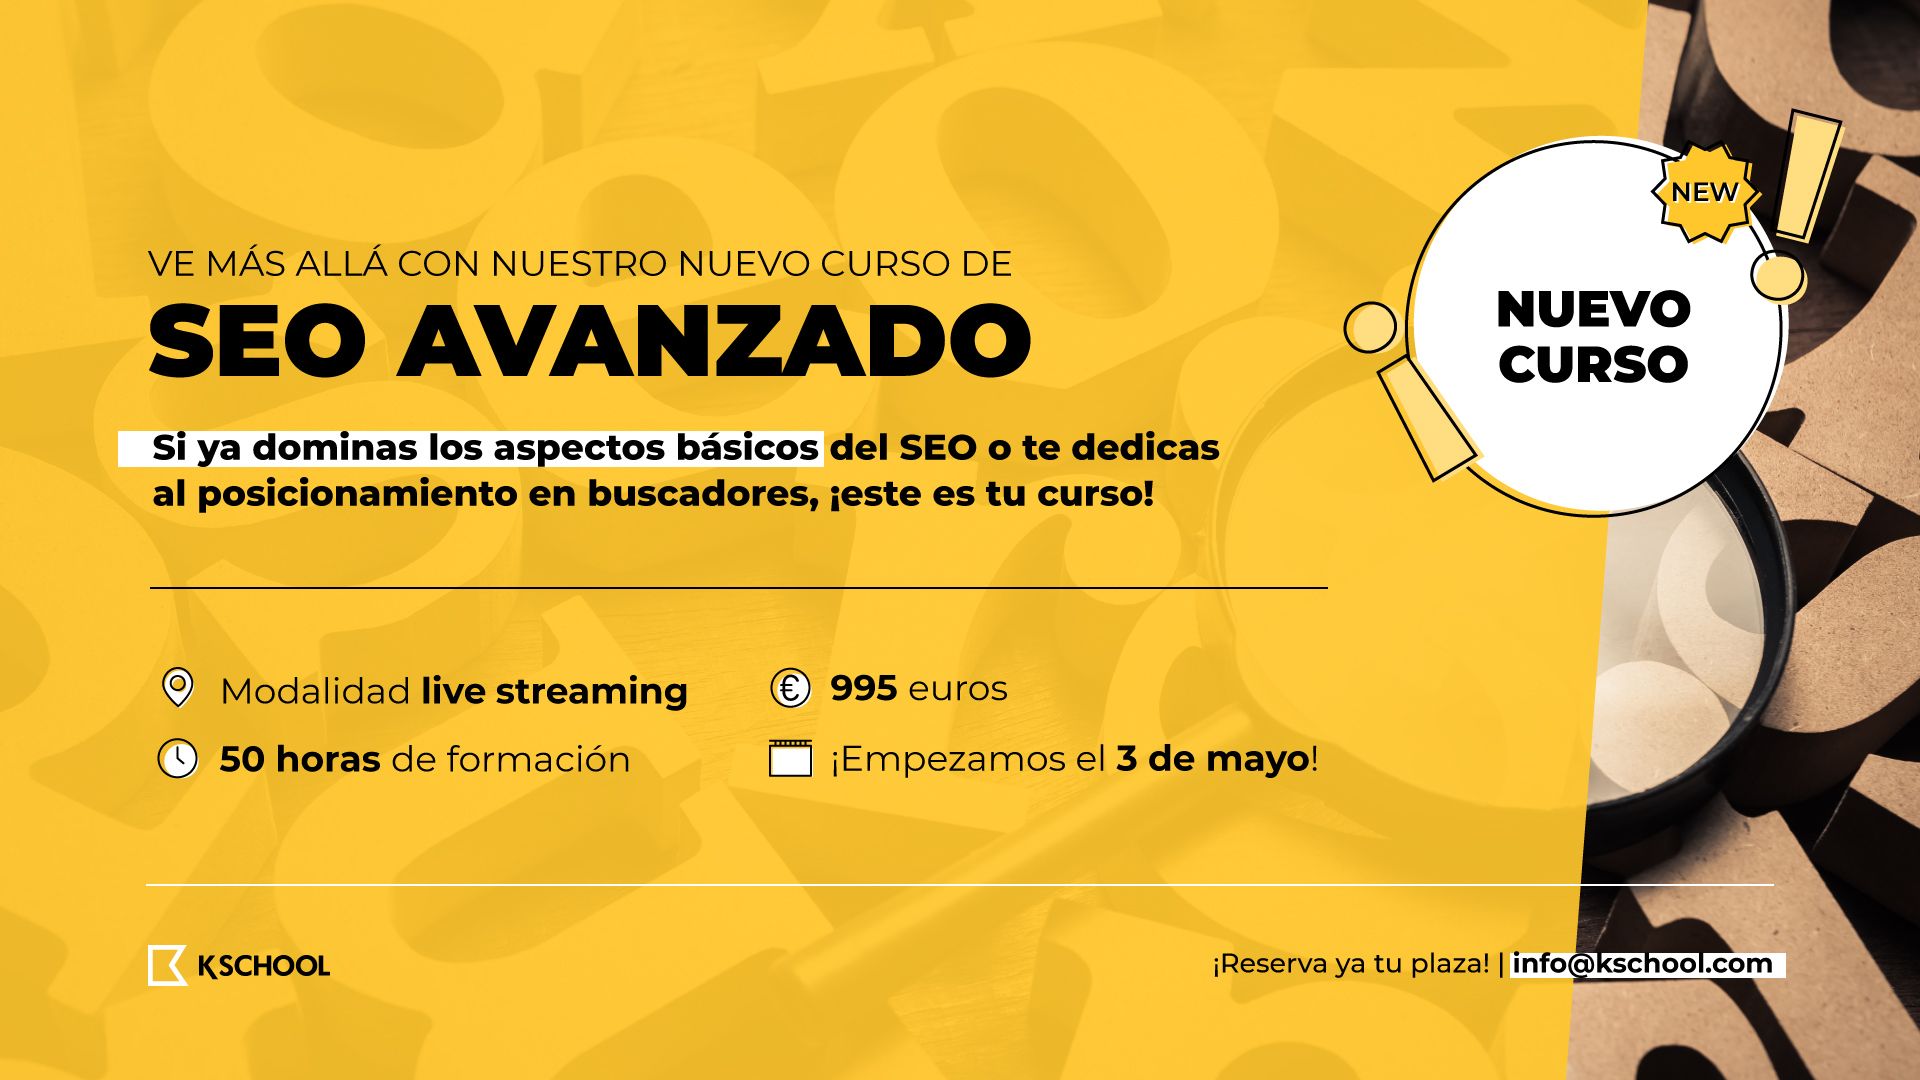 VE MÁS ALLÁ CON NUESTRO NUEVO CURSO DE
SEO AVANZADO
Si ya dominas los aspectos básicos del SEO o te dedicas
al posicionamiento en buscadores, ¡este es tu curso!
NEW
NUEVO
CURSO
Modalidad live streaming
995 euros
50 horas de formación
¡Empezamos el 3 de mayo!
KSCHOOL
¡Reserva ya tu plaza! | info@kschool.com